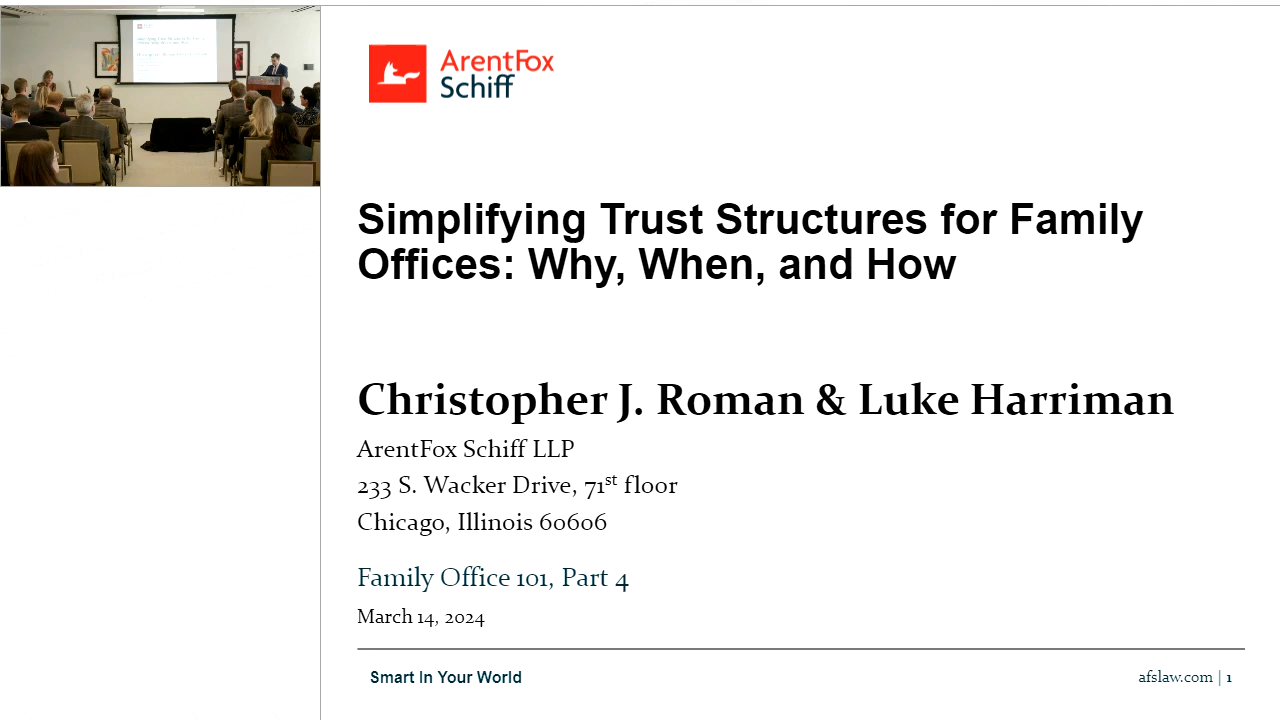 ArentFox
Schiff
Simplifying Trust Structures for Family
Offices: Why, When, and How
Christopher J. Roman & Luke Harriman
ArentFox Schiff LLP
233 S. Wacker Drive, 71st floor
Chicago, Illinois 60606
Family Office 101, Part 4
March 14, 2024
Smart In Your World
afslaw.com | 1